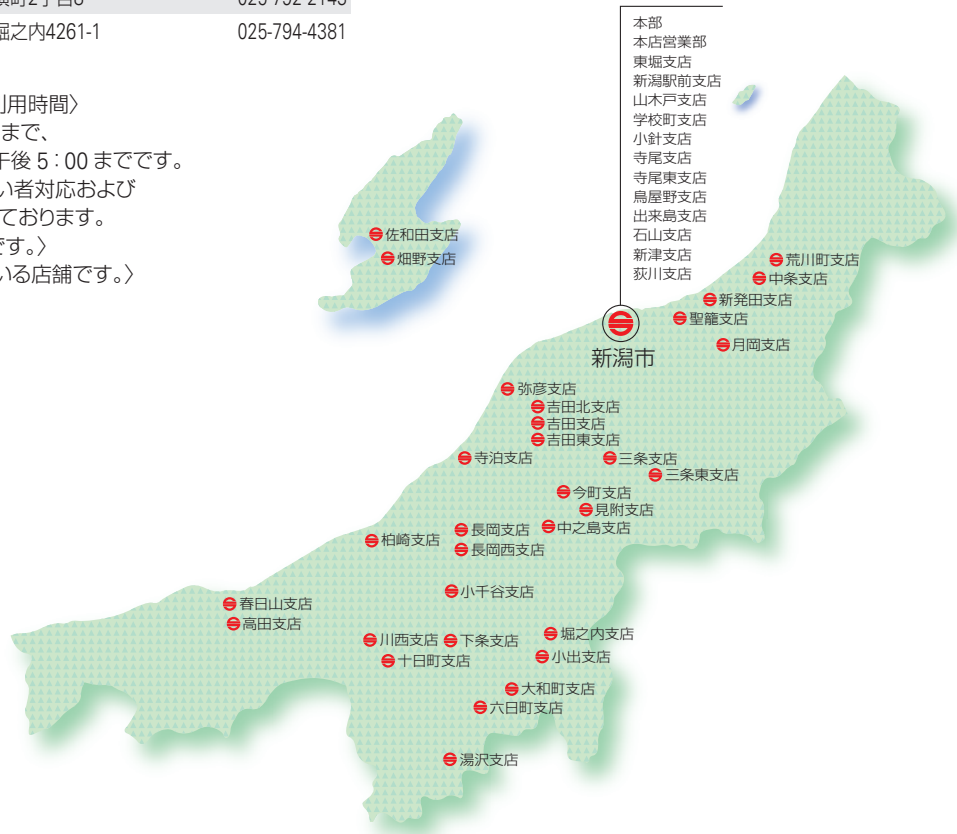 横町2丁目8 025-792-2143
堀之内4261-1 025-794-4381
用時間〉
まで、
午後 5：00 までです。
い者対応および
ております。
です。〉
いる店舗です。〉
本部
本店営業部
東堀支店
新潟駅前支店
山木戸支店
学校町支店
小針支店
寺尾支店
寺尾東支店
鳥屋野支店
出来島支店
石山支店
新津支店
荻川支店
新潟市
佐和田支店
畑野支店
荒川町支店
中条支店
新発田支店
聖籠支店
月岡支店
弥彦支店
吉田北支店
吉田支店
吉田東支店
寺泊支店
三条支店
三条東支店
今町支店
見附支店
中之島支店
長岡支店
長岡西支店
柏崎支店
小千谷支店
春日山支店
高田支店
川西支店
下条支店
十日町支店
堀之内支店
小出支店
大和町支店
六日町支店
湯沢支店